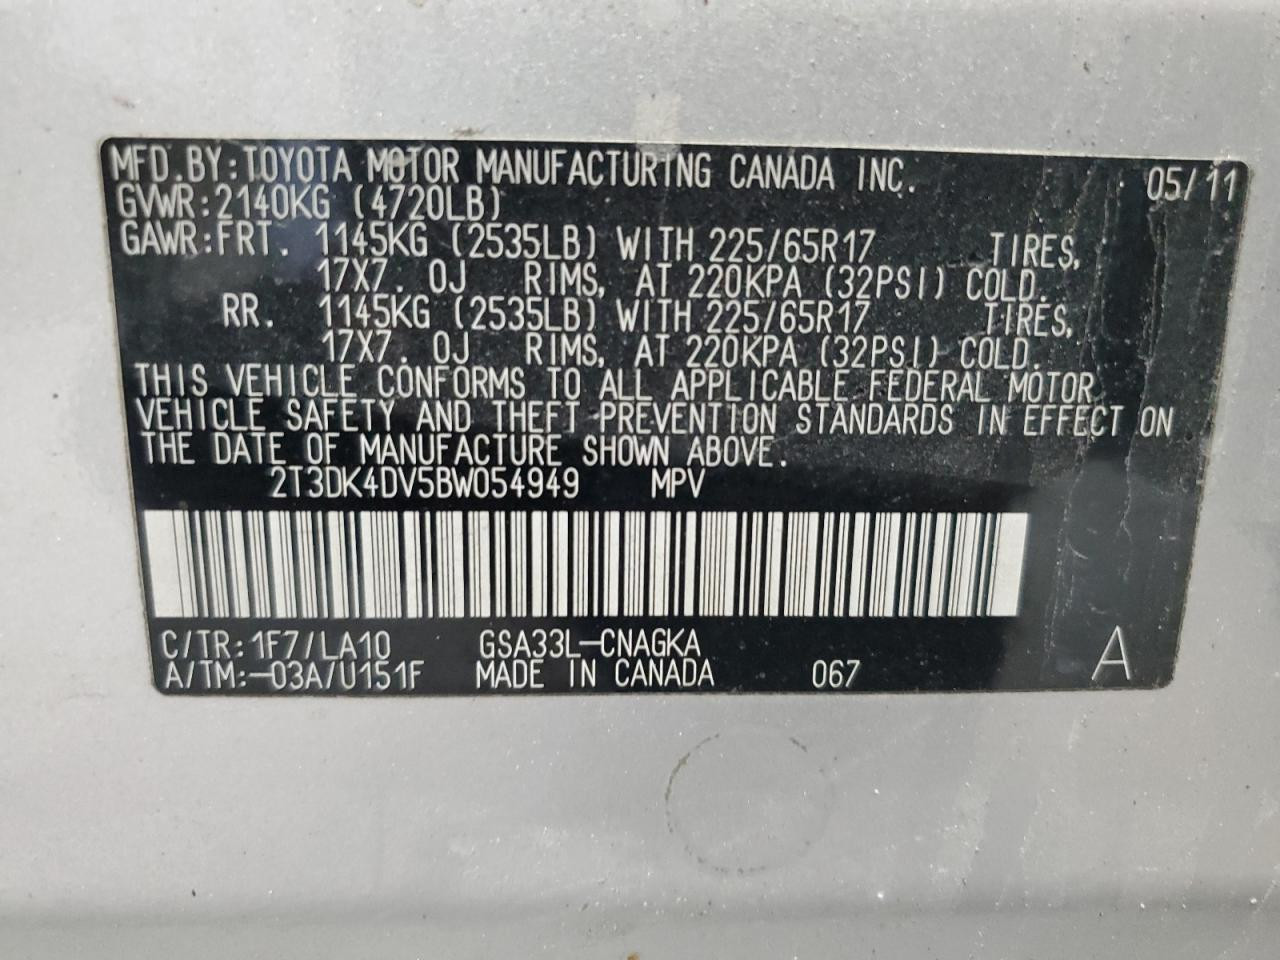 MFD.BY:TOYOTA MOTOR MANUFACTURING CANADA INC. 05/11
GVWR:2140KG (4720LB)
GAWR:FRT. 1145KG (2535LB) WITH 225/65R17 TIRES,
17X7.0J RIMS, AT 220KPA (32PSI) COLD.
RR. 1145KG (2535LB) WITH 225/65R17 TIRES,
17X7.0J RIMS, AT 220KPA (32PSI) COLD.
THIS VEHICLE CONFORMS TO ALL APPLICABLE FEDERAL MOTOR
VEHICLE SAFETY AND THEFT PREVENTION STANDARDS IN EFFECT ON
THE DATE OF MANUFACTURE SHOWN ABOVE.
2T3DK4DV5BW054949 MPV
C/TR:1F7/LA10 GSA33L-CNAGKA
A/TM:-03A/U151F MADE IN CANADA 067 A